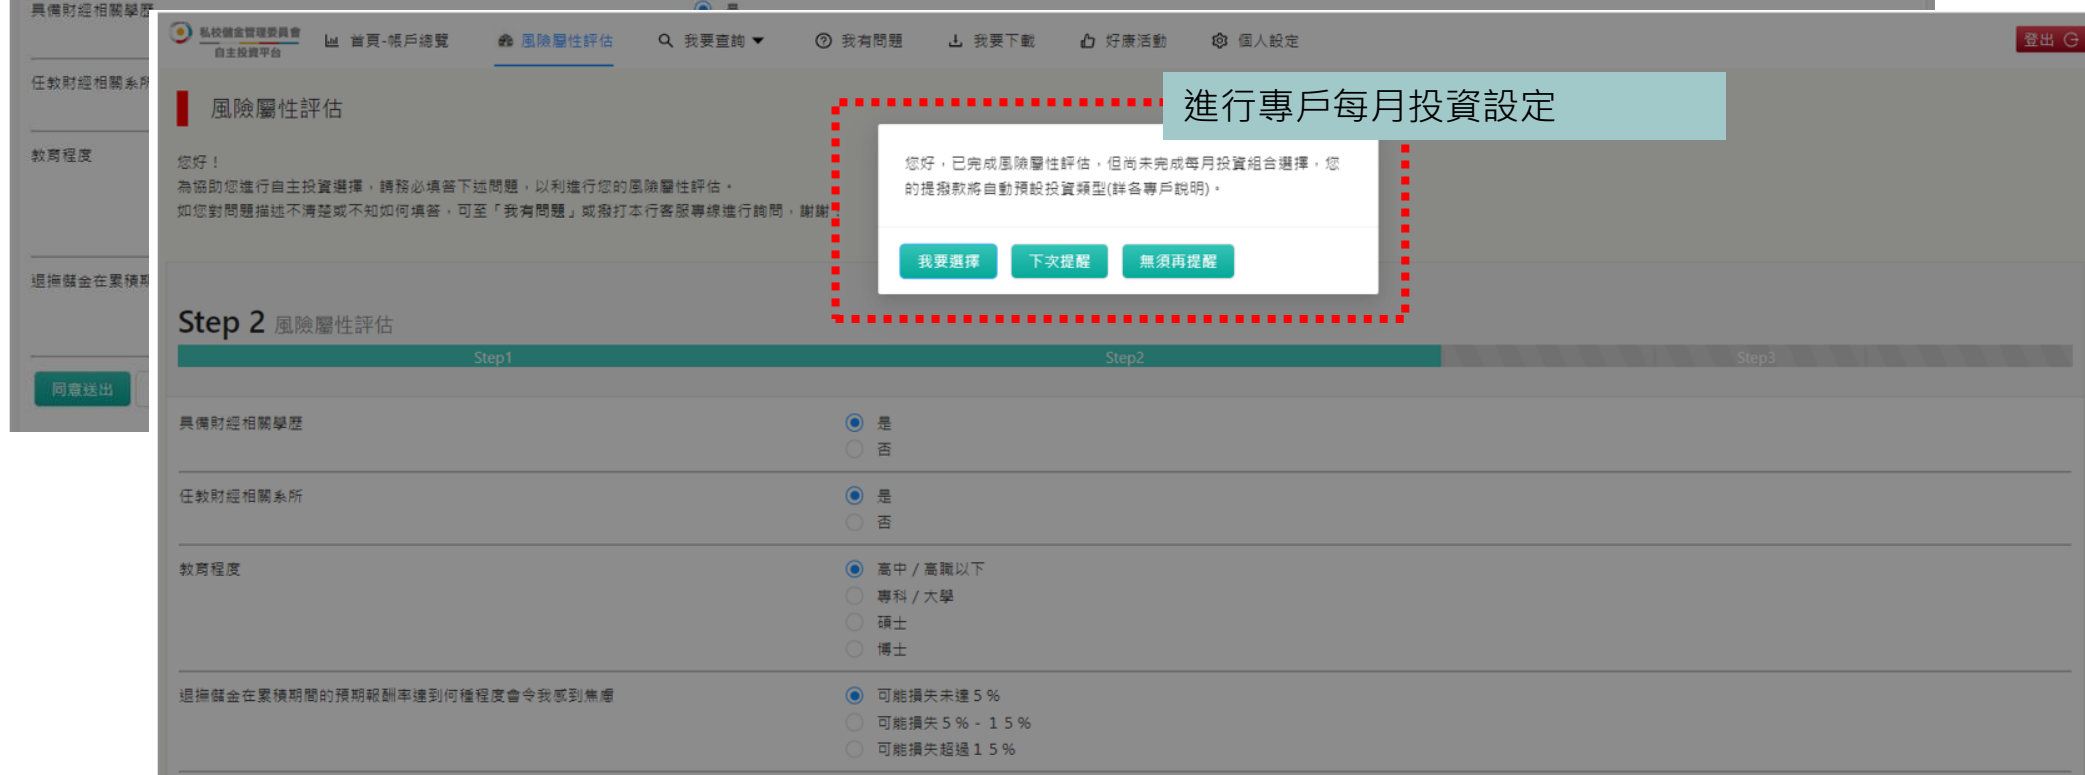 具備財經相關學歷
是
任教財經相關系所
教育程度
退撫儲金在累積期
同意送出
私校儲金管理委員會
自主投資平台
首頁-帳戶總覽
風險屬性評估
我要查詢
我有問題
我要下載
好康活動
個人設定
登出
進行專戶每月投資設定
風險屬性評估
您好！
為協助您進行自主投資選擇，請務必填答下述問題，以利進行您的風險屬性評估。
如您對問題描述不清楚或不知如何填答，可至「我有問題」或撥打本行客服專線進行詢問，謝謝！
您好，已完成風險屬性評估，但尚未完成每月投資組合選擇，您
的提撥款將自動預設投資類型(詳各專戶說明)。
我要選擇
下次提醒
無須再提醒
Step 2 風險屬性評估
Step1
Step2
Step3
具備財經相關學歷
是
否
任教財經相關系所
是
否
教育程度
高中 / 高職以下
專科 / 大學
碩士
博士
退撫儲金在累積期間的預期報酬率達到何種程度會令我感到焦慮
可能損失未達５%
可能損失５%-１５%
可能損失超過１５%